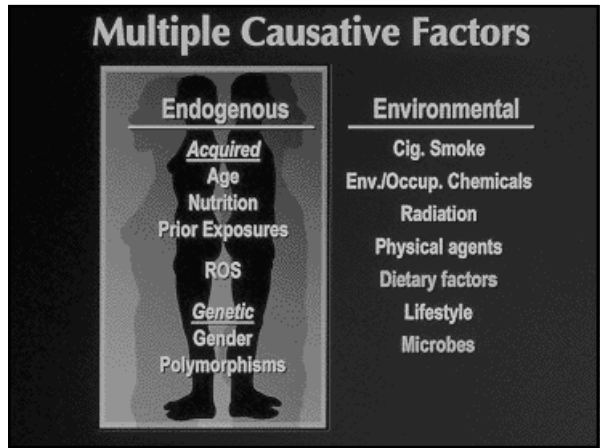 Multiple Causative Factors
Endogenous
Acquired
Age
Nutrition
Prior Exposures
ROS
Genetic
Gender
Polymorphisms
Environmental
Cig. Smoke
Env./Occup. Chemicals
Radiation
Physical agents
Dietary factors
Lifestyle
Microbes